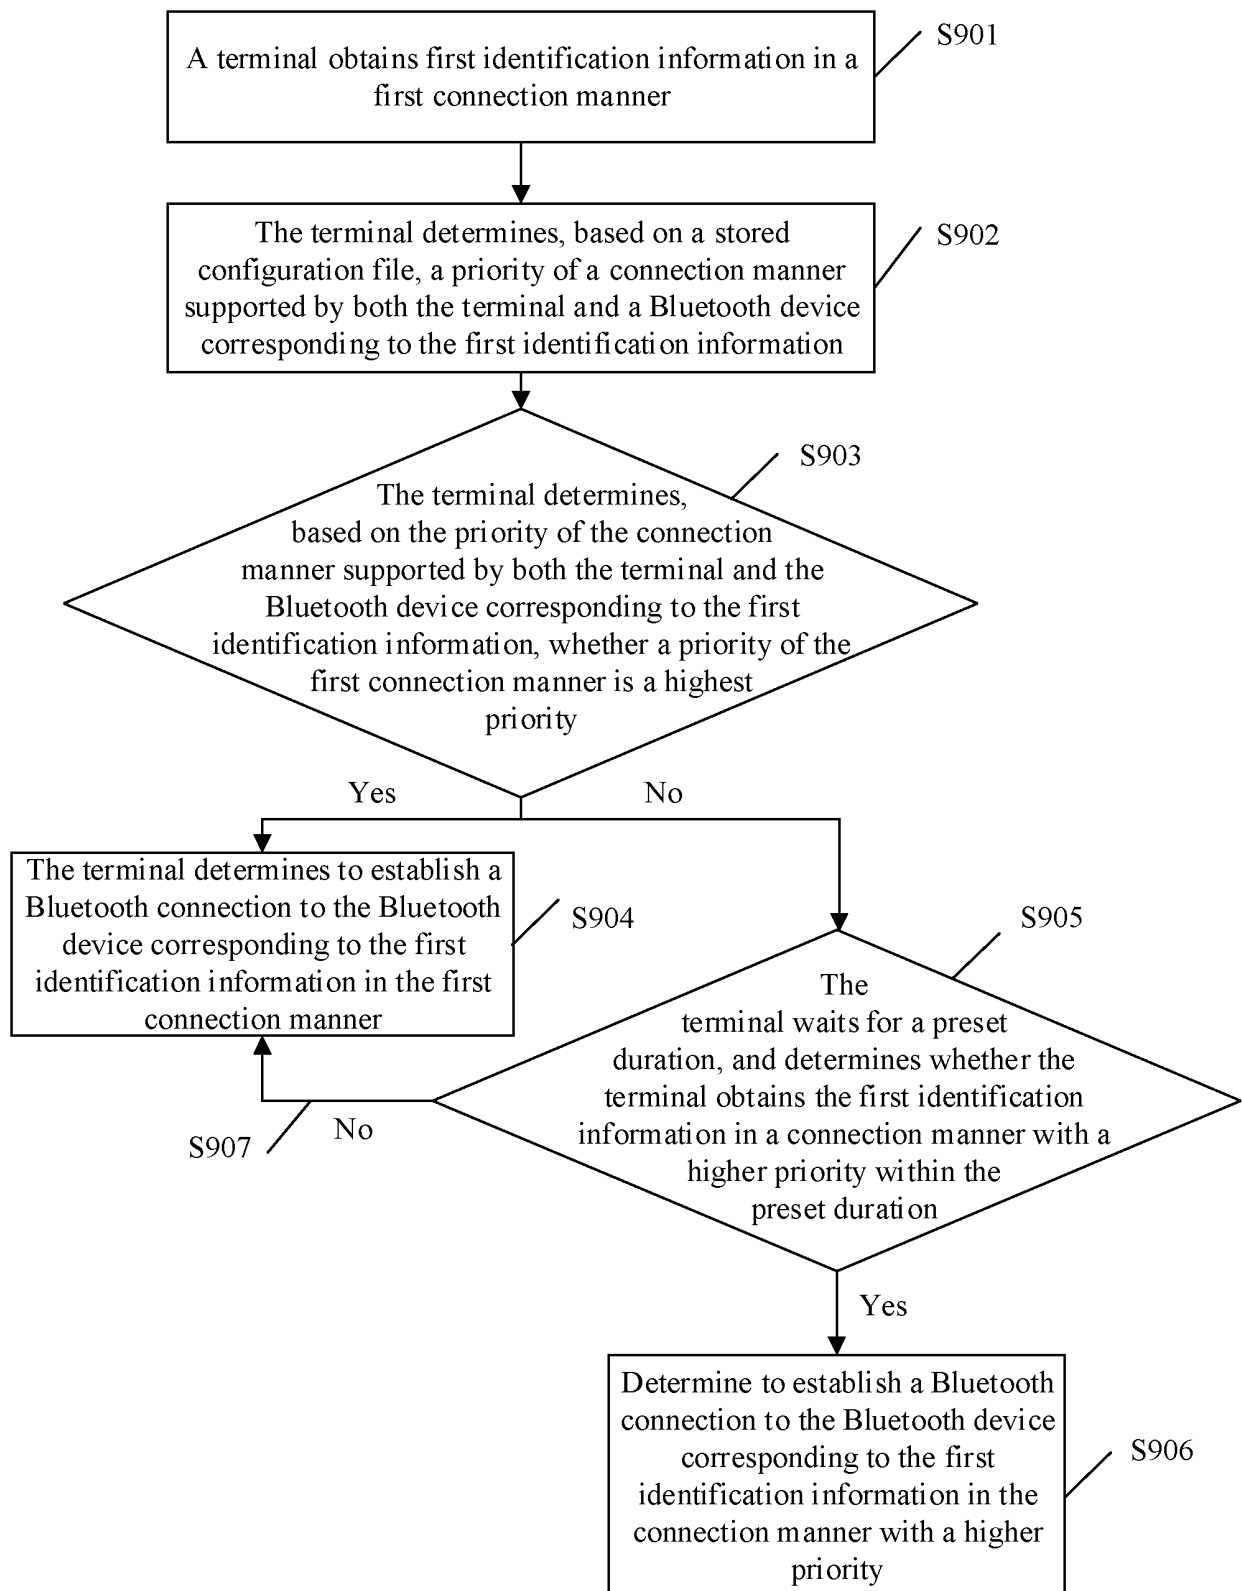 A terminal obtains first identification information in a
first connection manner
S901
The terminal determines, based on a stored
configuration file, a priority of a connection manner
supported by both the terminal and a Bluetooth device
corresponding to the first identification information
S902
The terminal determines,
based on the priority of the connection
manner supported by both the terminal and the
Bluetooth device corresponding to the first
identification information, whether a priority of the
first connection manner is a highest
priority
S903
Yes
No
The terminal determines to establish a
Bluetooth connection to the Bluetooth
device corresponding to the first
identification information in the first
connection manner
S904
The
terminal waits for a preset
duration, and determines whether the
terminal obtains the first identification
information in a connection manner with a
higher priority within the
preset duration
S905
No
S907
Yes
Determine to establish a Bluetooth
connection to the Bluetooth device
corresponding to the first
identification information in the
connection manner with a higher
priority
S906